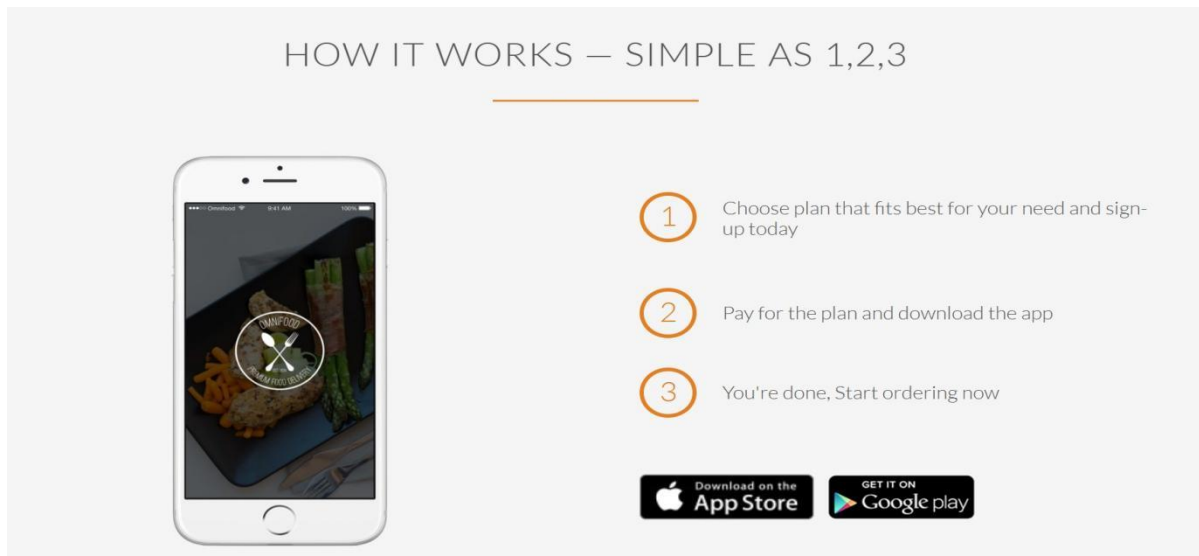 HOW IT WORKS — SIMPLE AS 1,2,3
Omnifood 9:41 AM 100%
OMNIFOOD
PREMIUM FOOD DELIVERY
1 Choose plan that fits best for your need and sign-
up today
2 Pay for the plan and download the app
3 You're done, Start ordering now
Download on the
App Store
GET IT ON
Google play